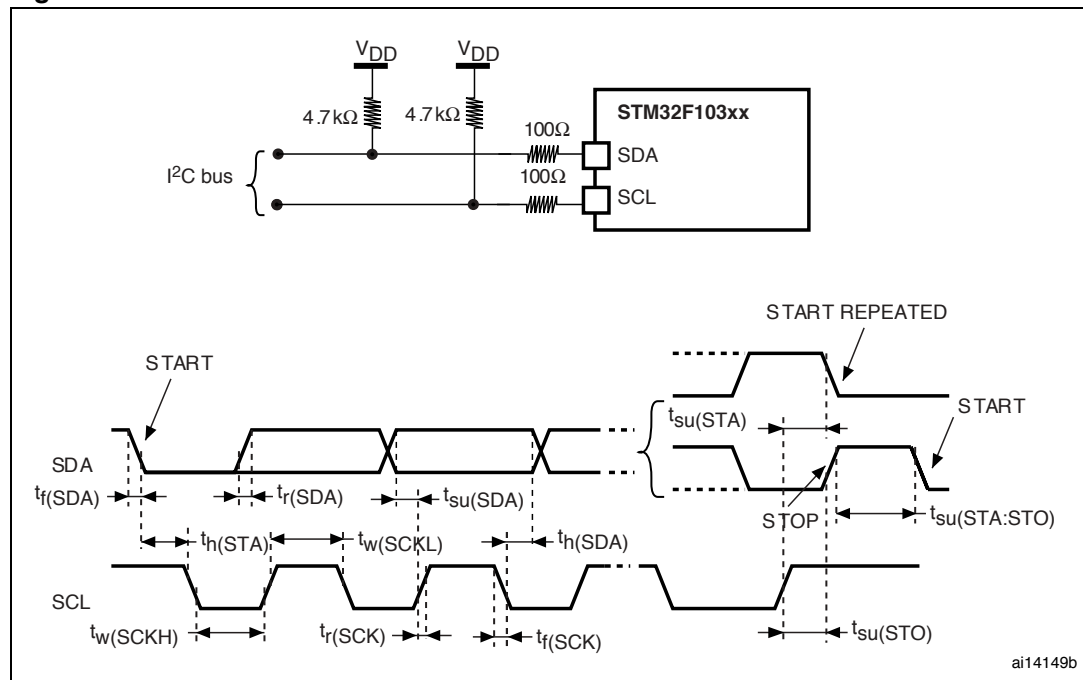 VDD VDD
4.7kΩ 4.7kΩ
STM32F103xx
100Ω
SDA
100Ω
SCL
I²C bus
START REPEATED
START
tsu(STA)
START
SDA
tf(SDA) tr(SDA) tsu(SDA)
STOP
tsu(STA:STO)
th(STA) tw(SCKL) th(SDA)
SCL
tw(SCKH) tr(SCK) tf(SCK) tsu(STO)
ai14149b